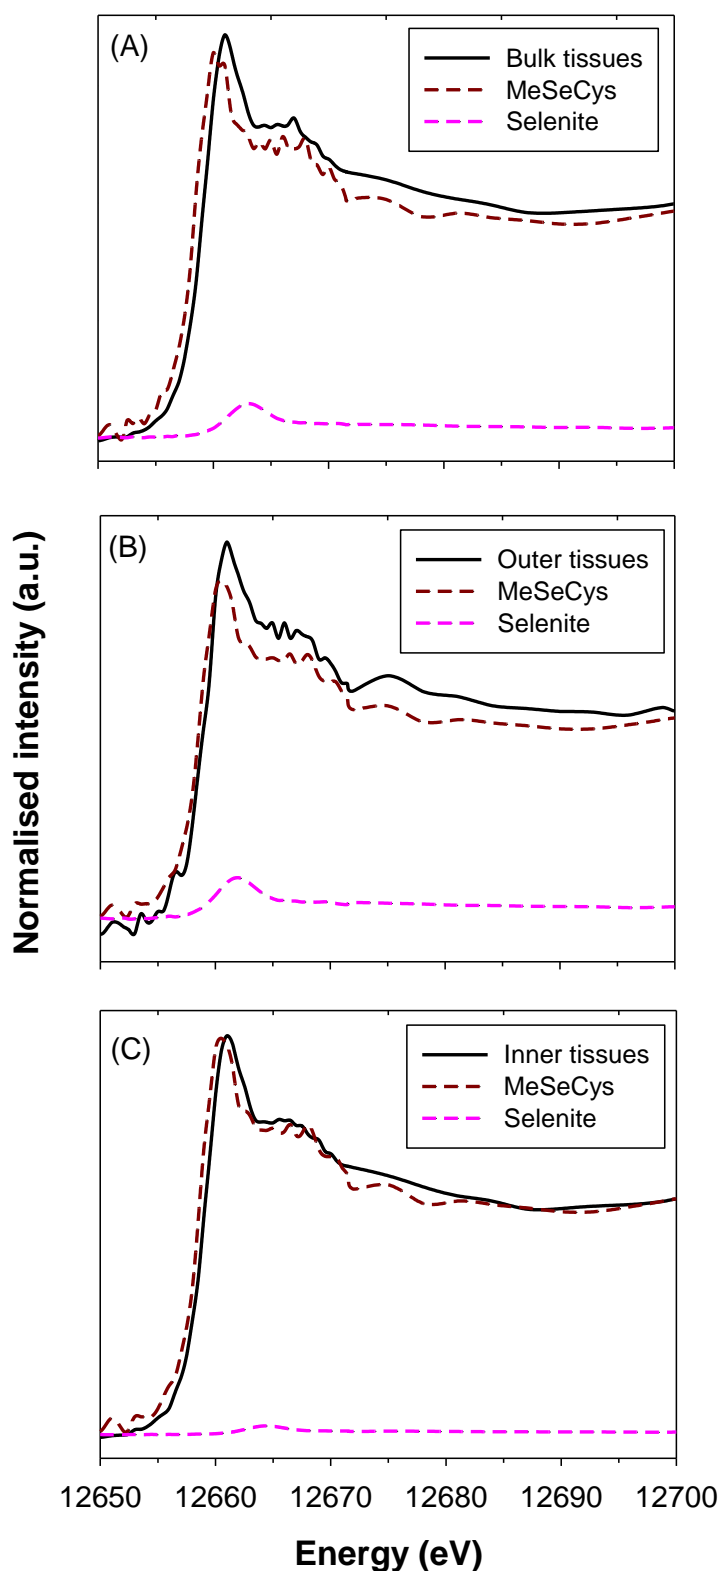 (A)
Bulk tissues
MeSeCys
Selenite
(B)
Outer tissues
MeSeCys
Selenite
Normalised intensity (a.u.)
(C)
Inner tissues
MeSeCys
Selenite
12650 12660 12670 12680 12690 12700
Energy (eV)